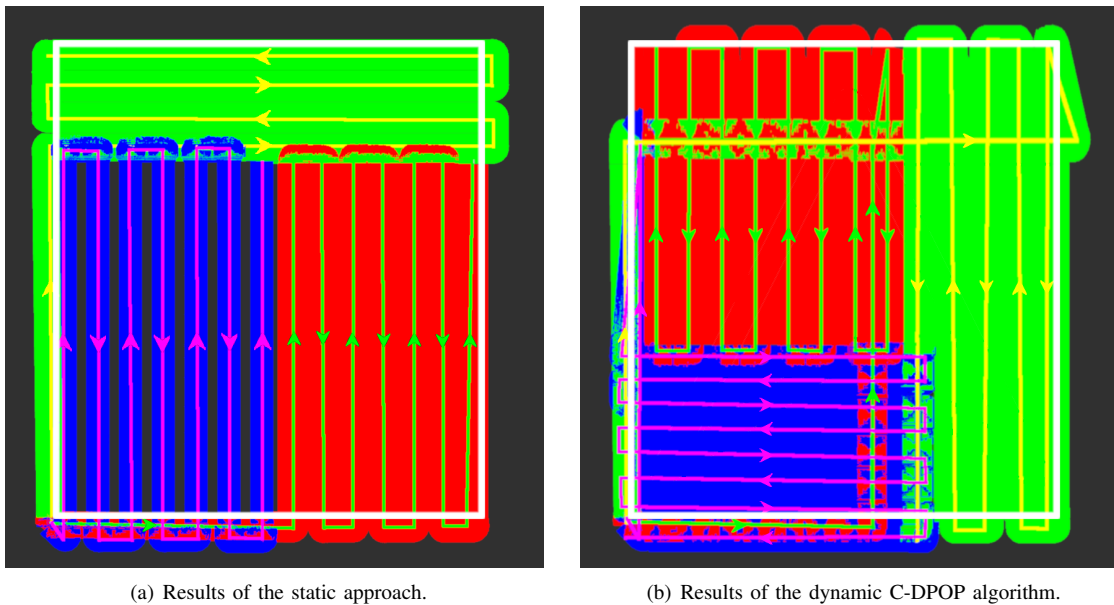 (a) Results of the static approach.
(b) Results of the dynamic C-DPOP algorithm.